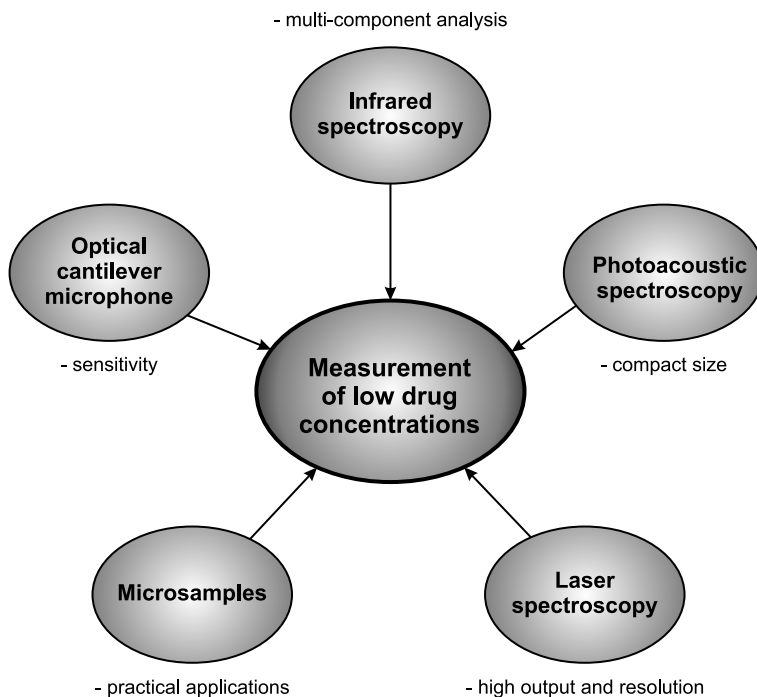 - multi-component analysis
Infrared
spectroscopy
Optical
cantilever
microphone
- sensitivity
Photoacoustic
spectroscopy
- compact size
Measurement
of low drug
concentrations
Microsamples
- practical applications
Laser
spectroscopy
- high output and resolution